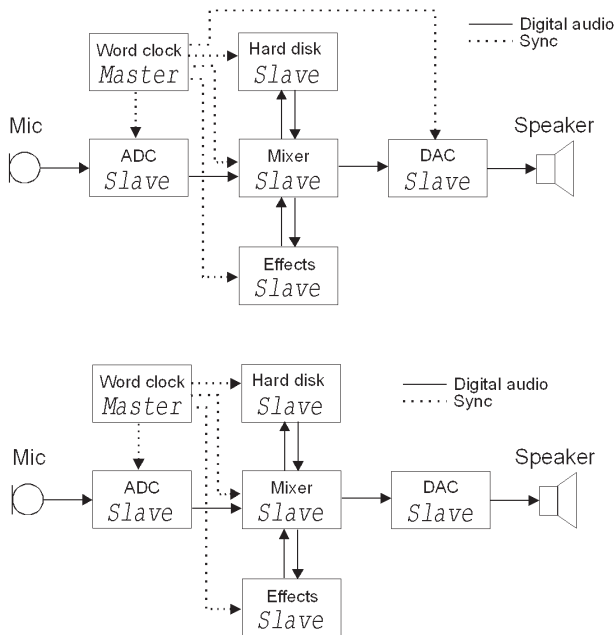 Digital audio
Sync
Word clock
Master
Hard disk
Slave
Mic
Speaker
ADC
Slave
Mixer
Slave
DAC
Slave
Effects
Slave
Word clock
Master
Hard disk
Slave
Digital audio
Sync
Mic
Speaker
ADC
Slave
Mixer
Slave
DAC
Slave
Effects
Slave